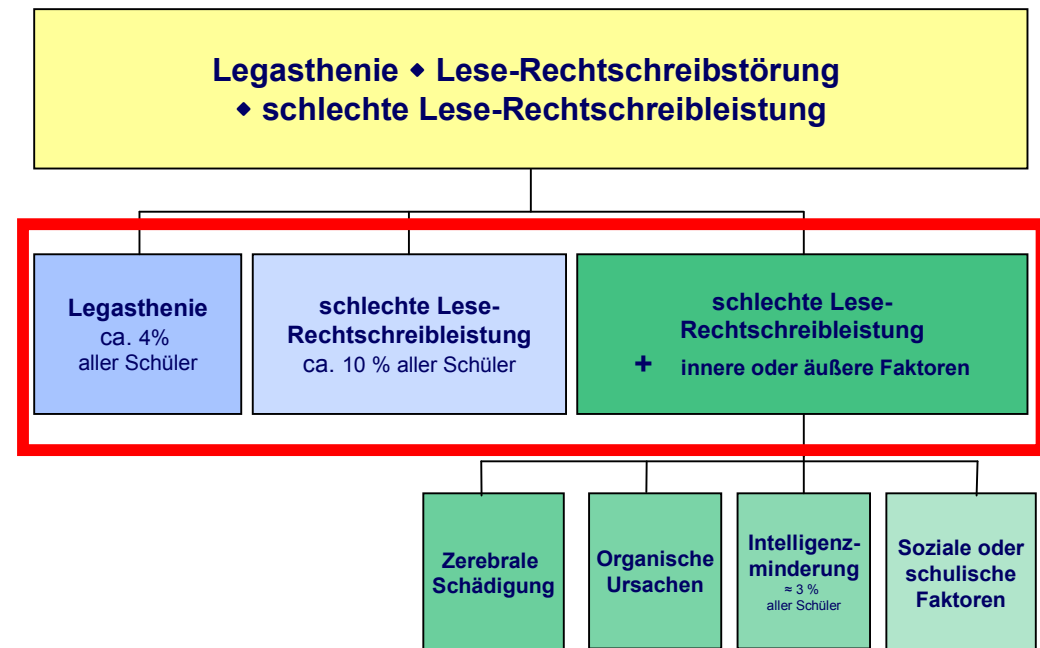 Legasthenie ◆ Lese-Rechtschreibstörung
◆ schlechte Lese-Rechtschreibleistung
Legasthenie
ca. 4%
aller Schüler
schlechte Lese-
Rechtschreibleistung
ca. 10 % aller Schüler
schlechte Lese-
Rechtschreibleistung
+ innere oder äußere Faktoren
Zerebrale
Schädigung
Organische
Ursachen
Intelligenz-
minderung
≈ 3 %
aller Schüler
Soziale oder
schulische
Faktoren